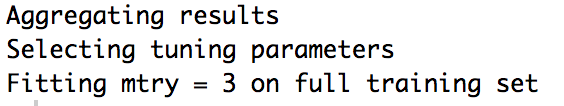 Aggregating results
Selecting tuning parameters
Fitting mtry = 3 on full training set